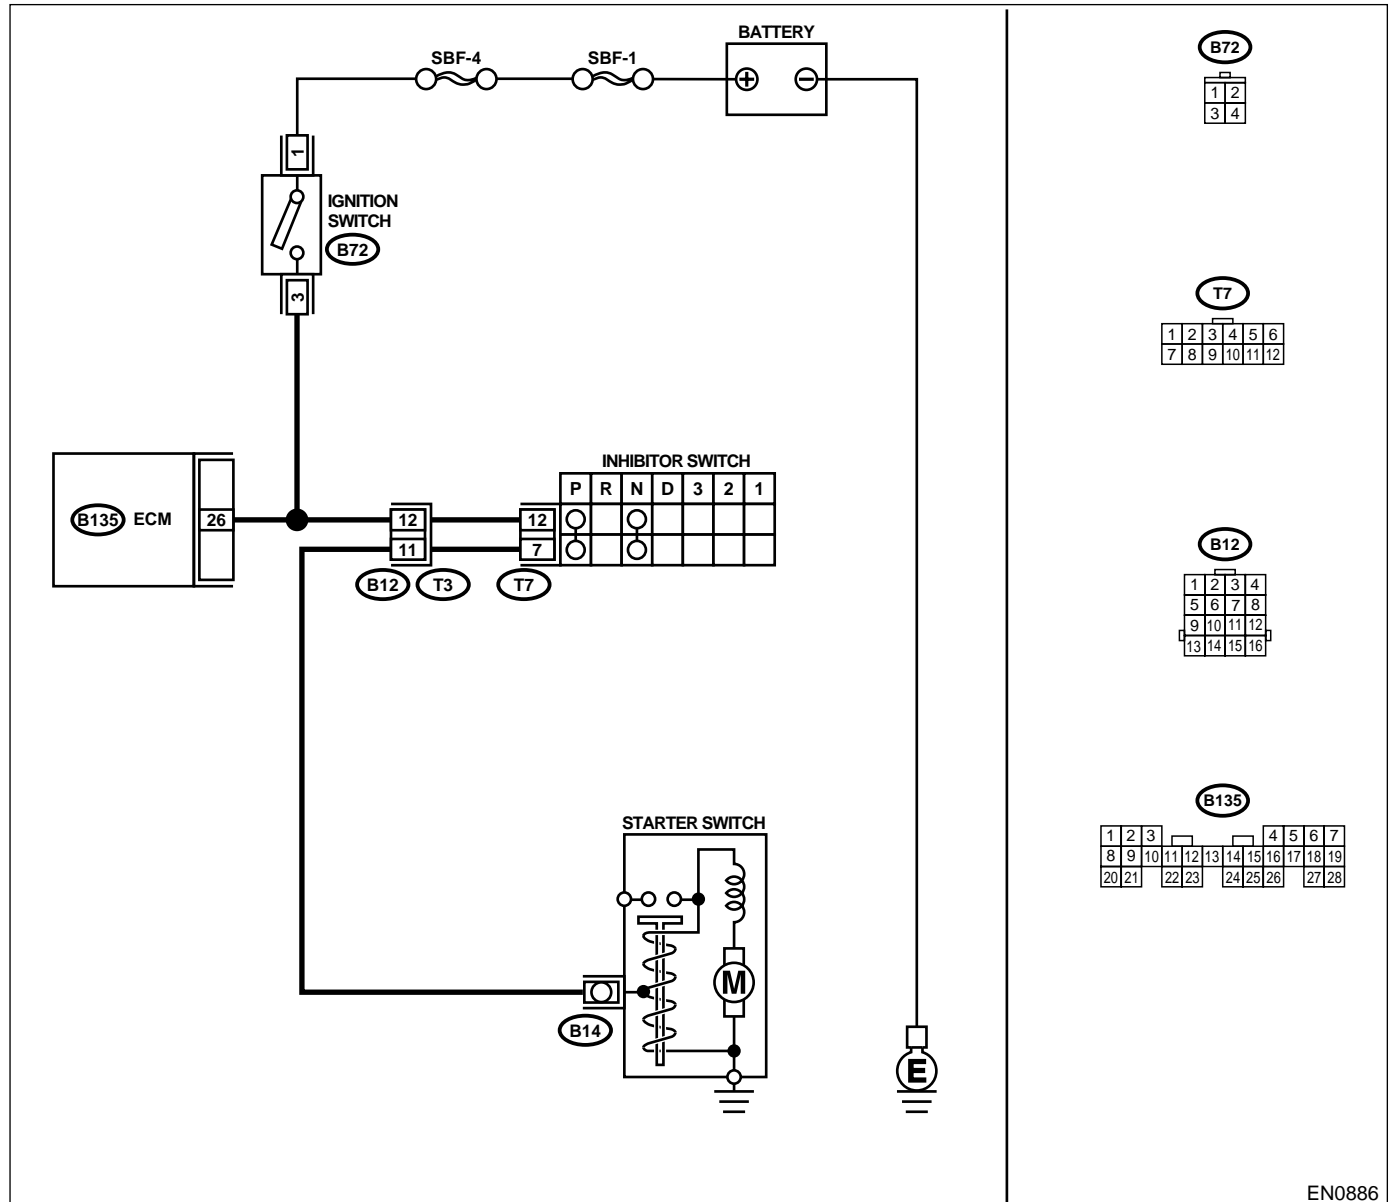 BATTERY
SBF-4
SBF-1
+
−
1
IGNITION
SWITCH
B72
3
B135 ECM 26
INHIBITOR SWITCH
P R N D 3 2 1
12 12
11 7
B12 T3 T7
STARTER SWITCH
M
B14
E
B72
1 2
3 4
T7
1 2 3 4 5 6
7 8 9 10 11 12
B12
1 2 3 4
5 6 7 8
9 10 11 12
13 14 15 16
B135
1 2 3 4 5 6 7
8 9 10 11 12 13 14 15 16 17 18 19
20 21 22 23 24 25 26 27 28
EN0886